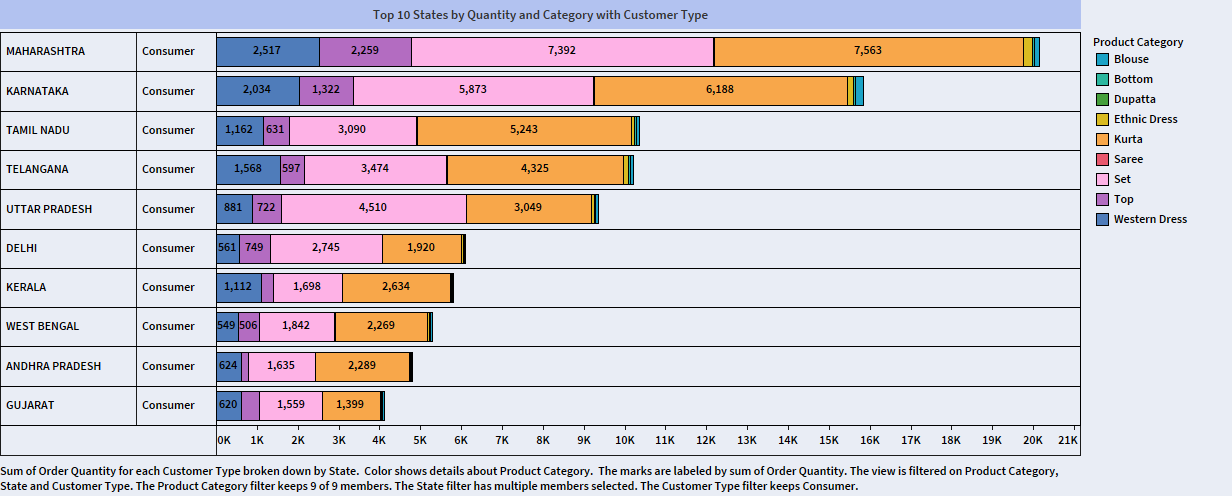 Top 10 States by Quantity and Category with Customer Type
MAHARASHTRA Consumer 2,517 2,259 7,392 7,563
KARNATAKA Consumer 2,034 1,322 5,873 6,188
TAMIL NADU Consumer 1,162 631 3,090 5,243
TELANGANA Consumer 1,568 597 3,474 4,325
UTTAR PRADESH Consumer 881 722 4,510 3,049
DELHI Consumer 561 749 2,745 1,920
KERALA Consumer 1,112 1,698 2,634
WEST BENGAL Consumer 549 506 1,842 2,269
ANDHRA PRADESH Consumer 624 1,635 2,289
GUJARAT Consumer 620 1,559 1,399
0K 1K 2K 3K 4K 5K 6K 7K 8K 9K 10K 11K 12K 13K 14K 15K 16K 17K 18K 19K 20K 21K
Product Category
Blouse
Bottom
Dupatta
Ethnic Dress
Kurta
Saree
Set
Top
Western Dress
Sum of Order Quantity for each Customer Type broken down by State. Color shows details about Product Category. The marks are labeled by sum of Order Quantity. The view is filtered on Product Category,
State and Customer Type. The Product Category filter keeps 9 of 9 members. The State filter has multiple members selected. The Customer Type filter keeps Consumer.